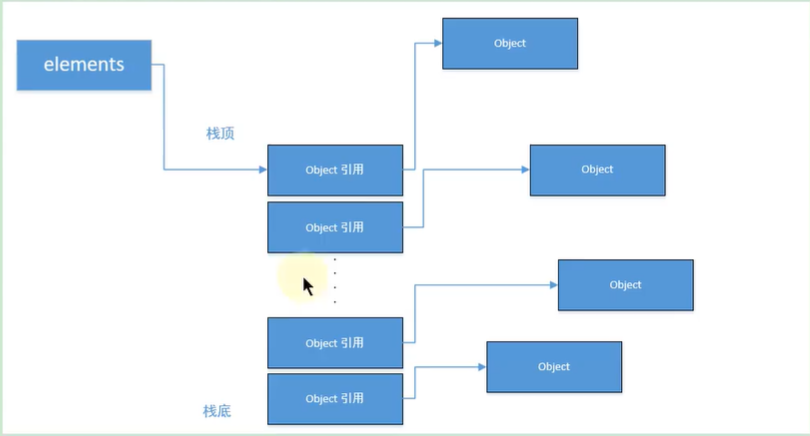 Object
elements
栈顶
Object 引用
Object
Object 引用
Object
Object 引用
Object
栈底
Object 引用